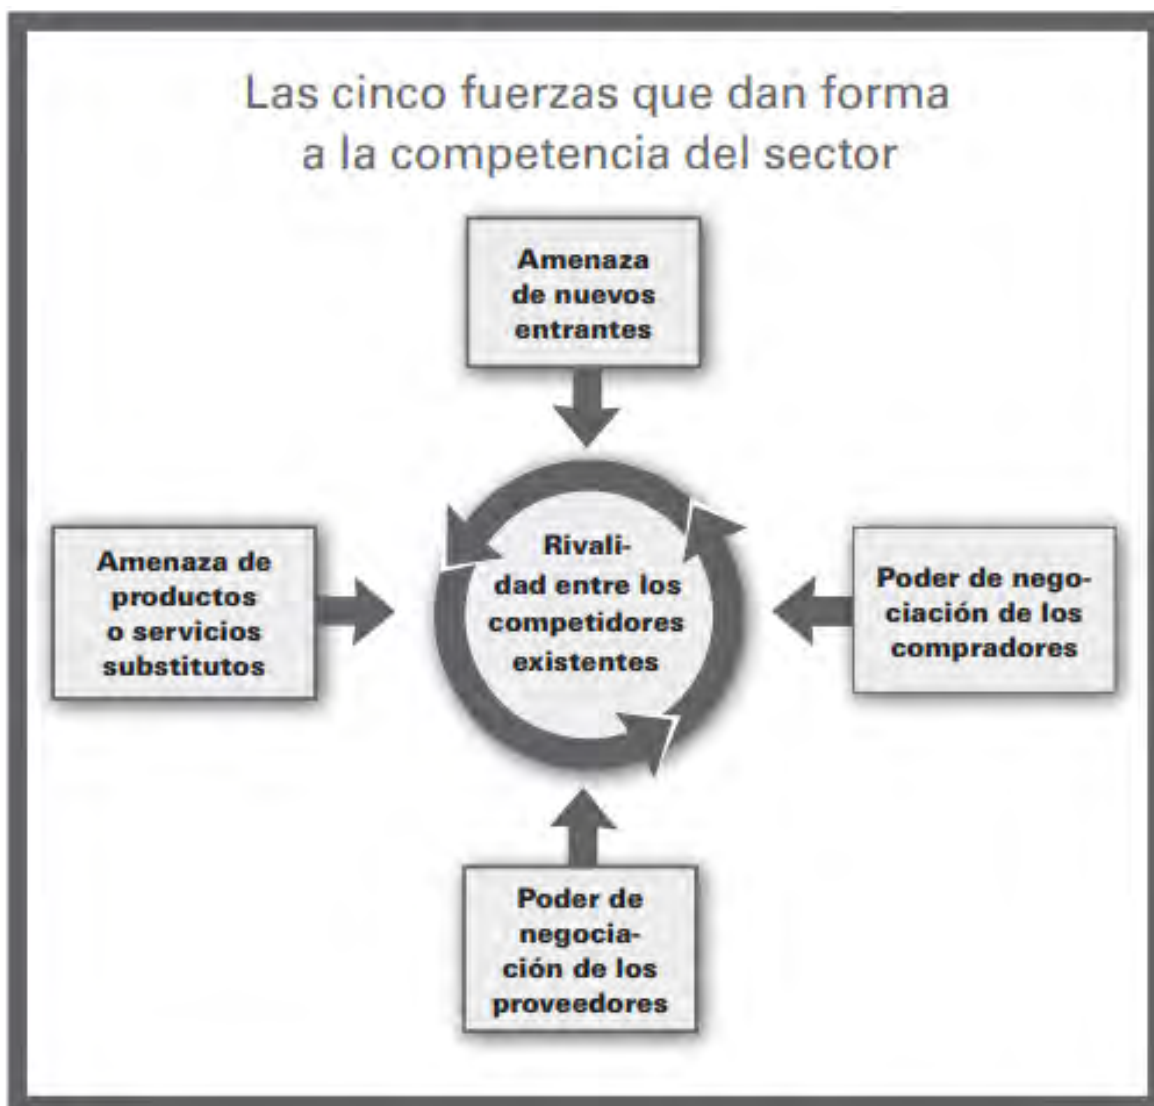 Las cinco fuerzas que dan forma
a la competencia del sector
Amenaza
de nuevos
entrantes
Amenaza de
productos
o servicios
substitutos
Rivali-
dad entre los
competidores
existentes
Poder de nego-
ciación de los
compradores
Poder de
negocia-
ción de los
proveedores